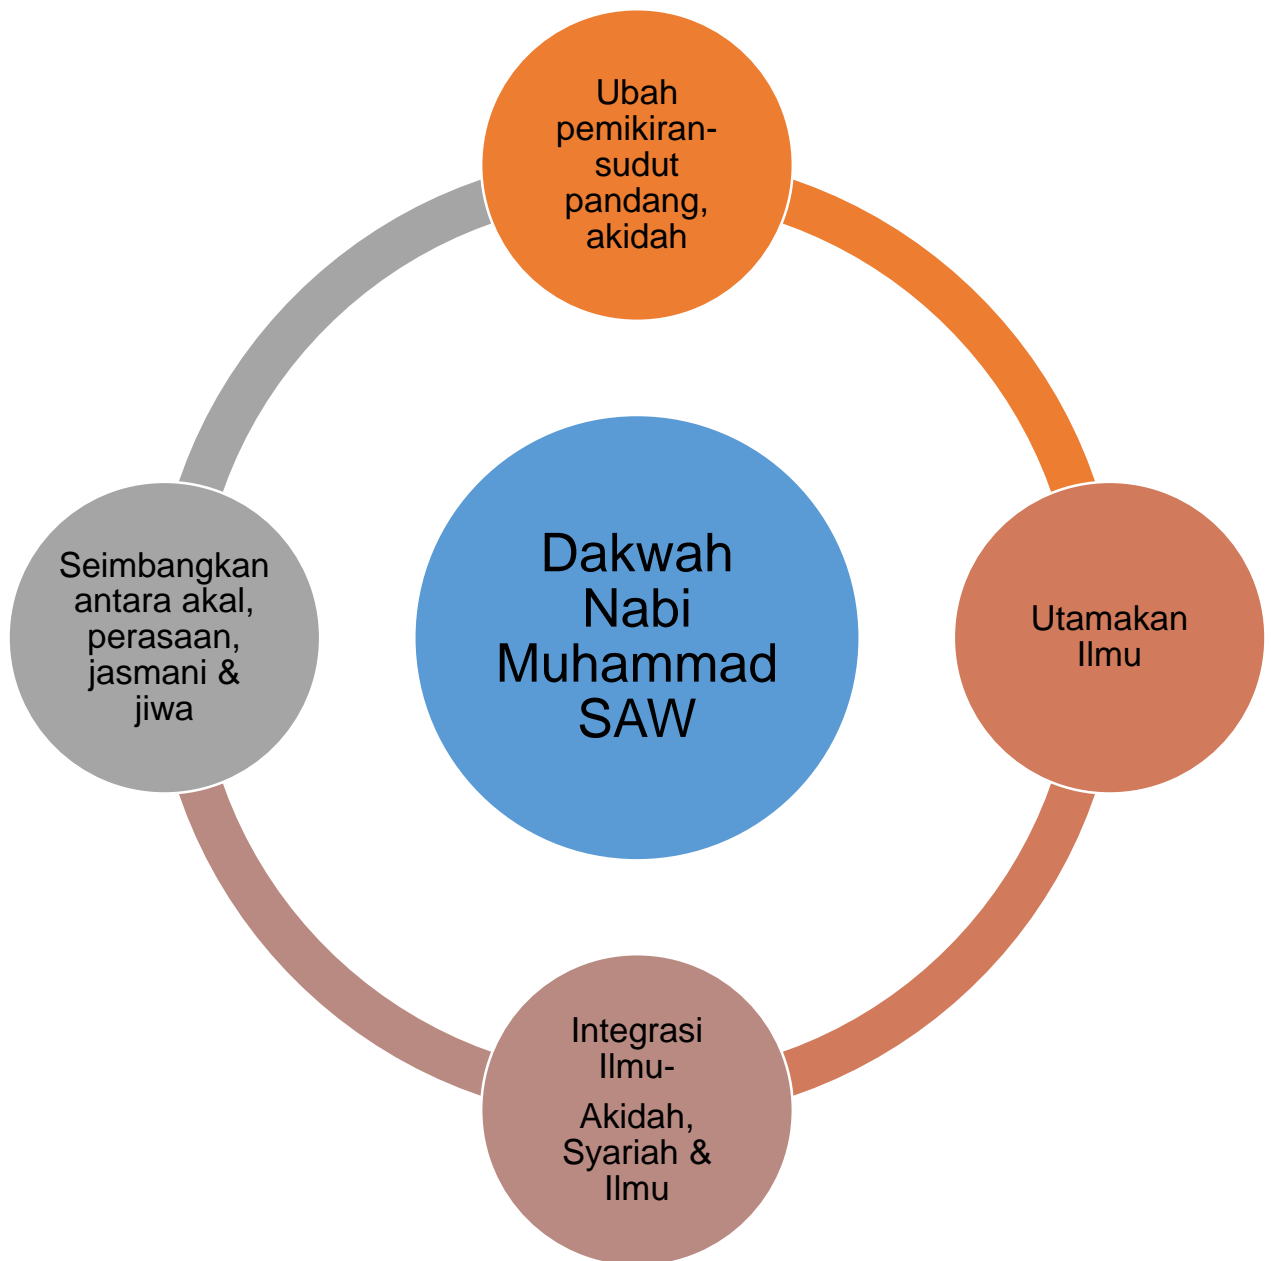 Ubah
pemikiran-
sudut
pandang,
akidah
Seimbangkan
antara akal,
perasaan,
jasmani &
jiwa
Dakwah
Nabi
Muhammad
SAW
Utamakan
Ilmu
Integrasi
Ilmu-
Akidah,
Syariah &
Ilmu